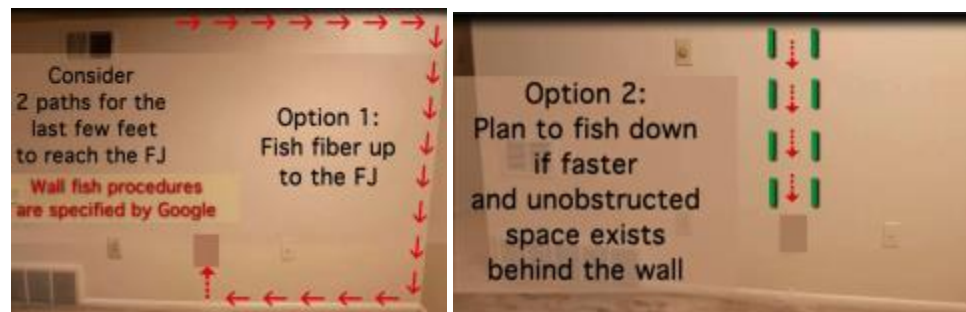 Consider
2 paths for the
last few feet
to reach the FJ
Wall fish procedures
are specified by Google
Option 1:
Fish fiber up
to the FJ
Option 2:
Plan to fish down
if faster
and unobstructed
space exists
behind the wall